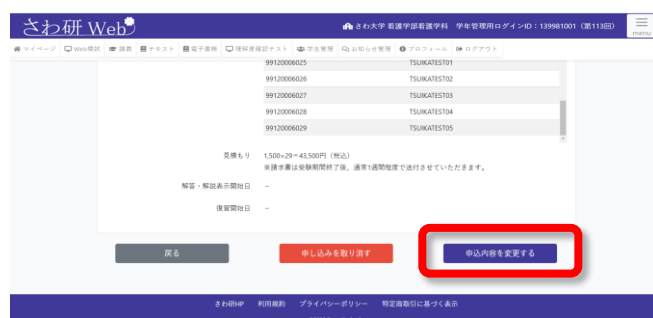 さわ研 Web
さわ大学 看護学部看護学科 学年管理用ログインID：139981001（第113回）
menu
マイページ Web模試 講義 テキスト 電子書籍 理解度確認テスト 学生管理 お知らせ管理 プロフィール ログアウト
99120006025 TSUIKATEST01
99120006026 TSUIKATEST02
99120006027 TSUIKATEST03
99120006028 TSUIKATEST04
99120006029 TSUIKATEST05
見積もり 1,500×29＝43,500円（税込）
※請求書は受験期間終了後、通常1週間程度で送付させていただきます。
解答・解説表示開始日 －
復習開始日 －
戻る 申し込みを取り消す 申込内容を変更する
さわ研HP 利用規約 プライバシーポリシー 特定商取引に基づく表示